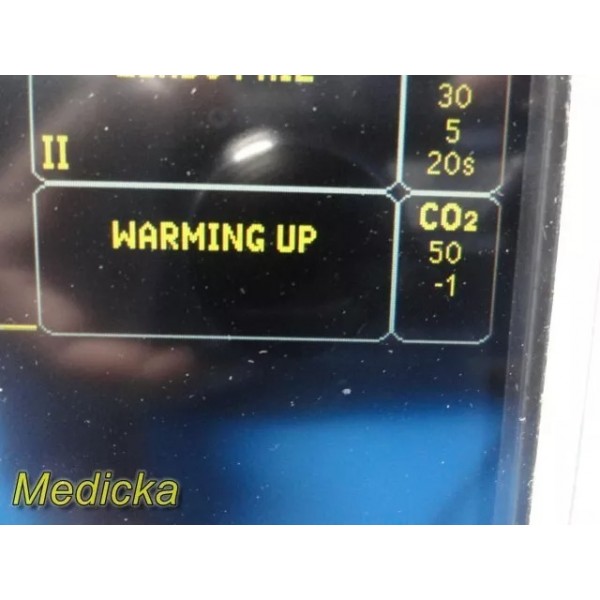 30
5
20s
II
WARMING UP
CO2
50
-1
Medicka